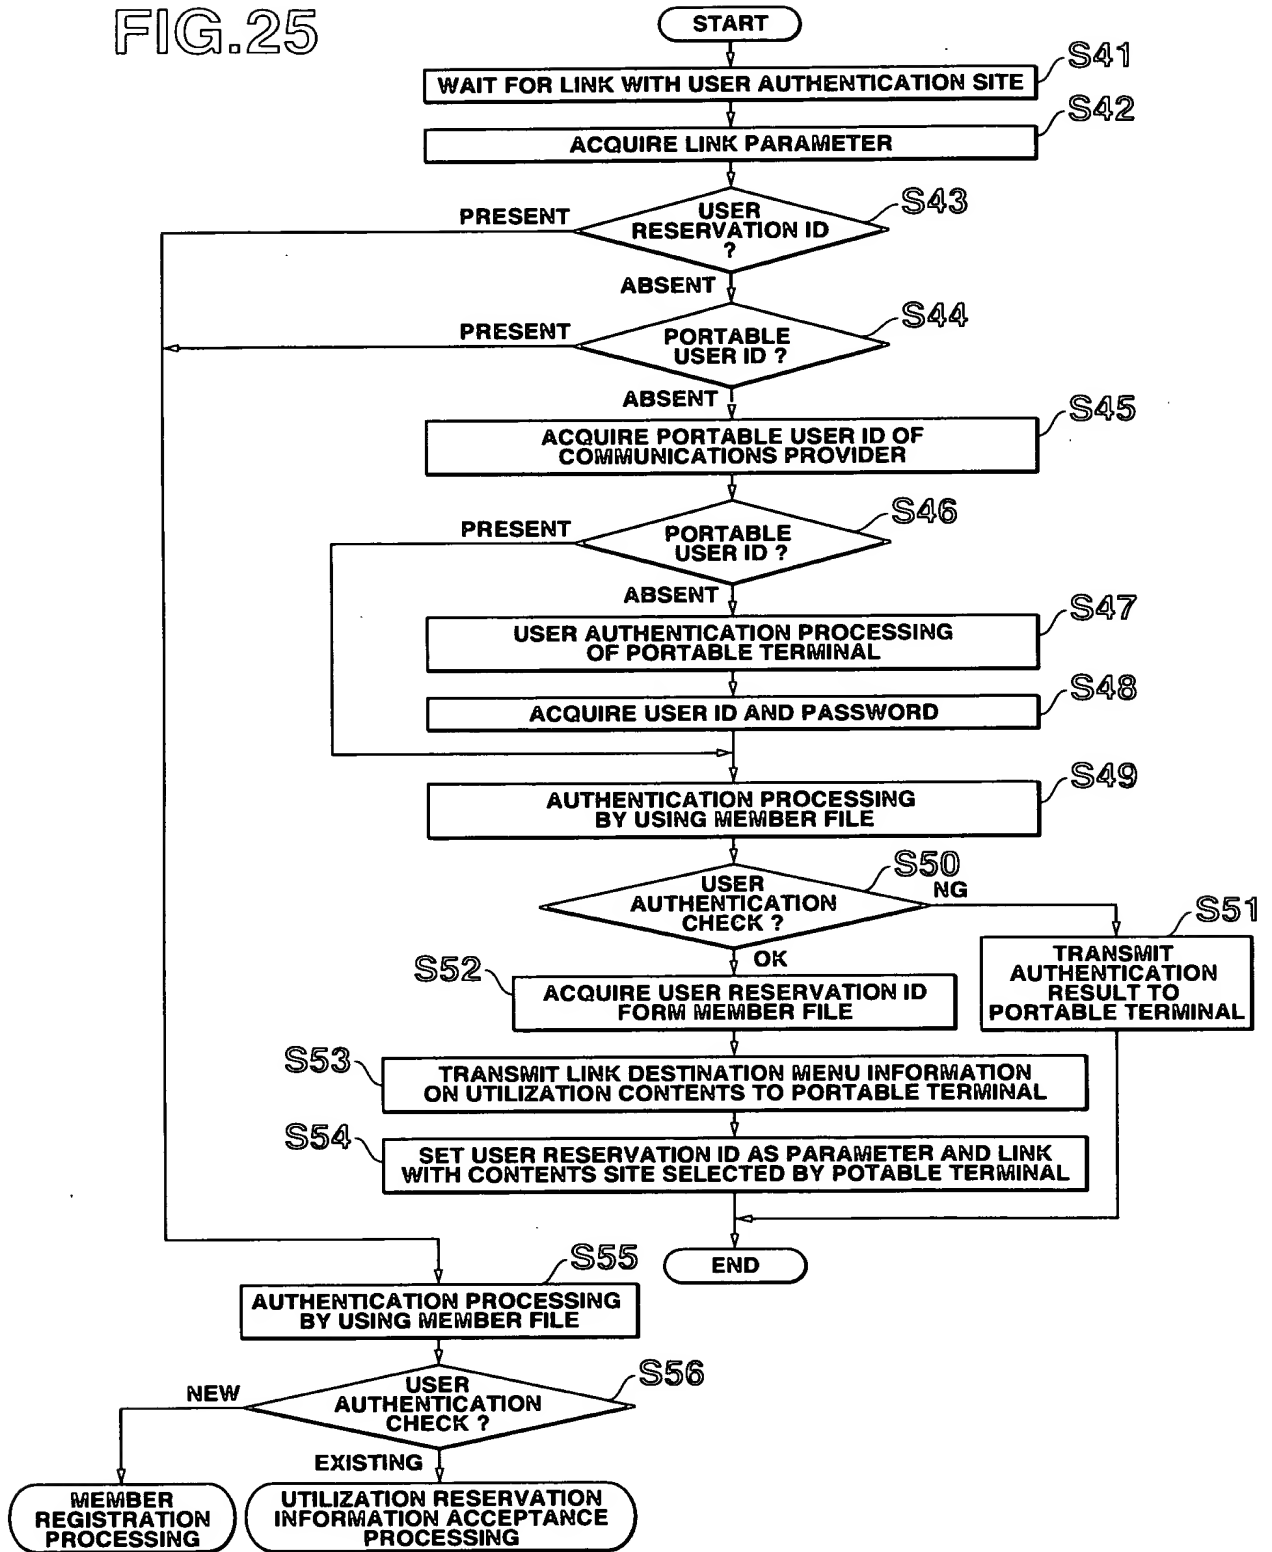 FIG.25
START
S41
WAIT FOR LINK WITH USER AUTHENTICATION SITE
S42
ACQUIRE LINK PARAMETER
S43
PRESENT
USER
RESERVATION ID
?
ABSENT
S44
PRESENT
PORTABLE
USER ID ?
ABSENT
S45
ACQUIRE PORTABLE USER ID OF
COMMUNICATIONS PROVIDER
S46
PRESENT
PORTABLE
USER ID ?
ABSENT
S47
USER AUTHENTICATION PROCESSING
OF PORTABLE TERMINAL
S48
ACQUIRE USER ID AND PASSWORD
S49
AUTHENTICATION PROCESSING
BY USING MEMBER FILE
S50
USER
AUTHENTICATION
CHECK ?
NG
S51
TRANSMIT
AUTHENTICATION
RESULT TO
PORTABLE TERMINAL
OK
S52
ACQUIRE USER RESERVATION ID
FORM MEMBER FILE
S53
TRANSMIT LINK DESTINATION MENU INFORMATION
ON UTILIZATION CONTENTS TO PORTABLE TERMINAL
S54
SET USER RESERVATION ID AS PARAMETER AND LINK
WITH CONTENTS SITE SELECTED BY POTABLE TERMINAL
END
S55
AUTHENTICATION PROCESSING
BY USING MEMBER FILE
S56
NEW
USER
AUTHENTICATION
CHECK ?
EXISTING
MEMBER
REGISTRATION
PROCESSING
UTILIZATION RESERVATION
INFORMATION ACCEPTANCE
PROCESSING